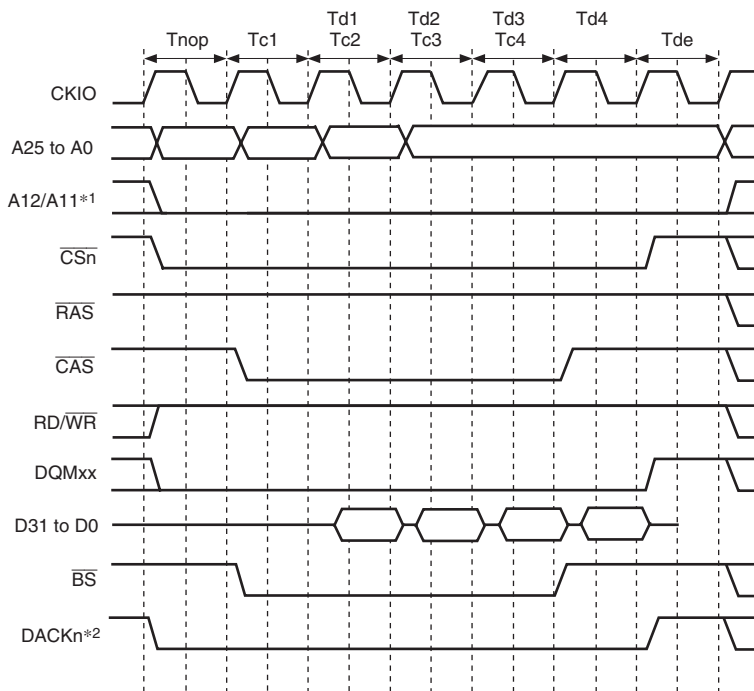 Td1 Td2 Td3 Td4
Tnop Tc1 Tc2 Tc3 Tc4 Tde
CKIO
A25 to A0
A12/A11*1
CSn
RAS
CAS
RD/WR
DQMxx
D31 to D0
BS
DACKn*2